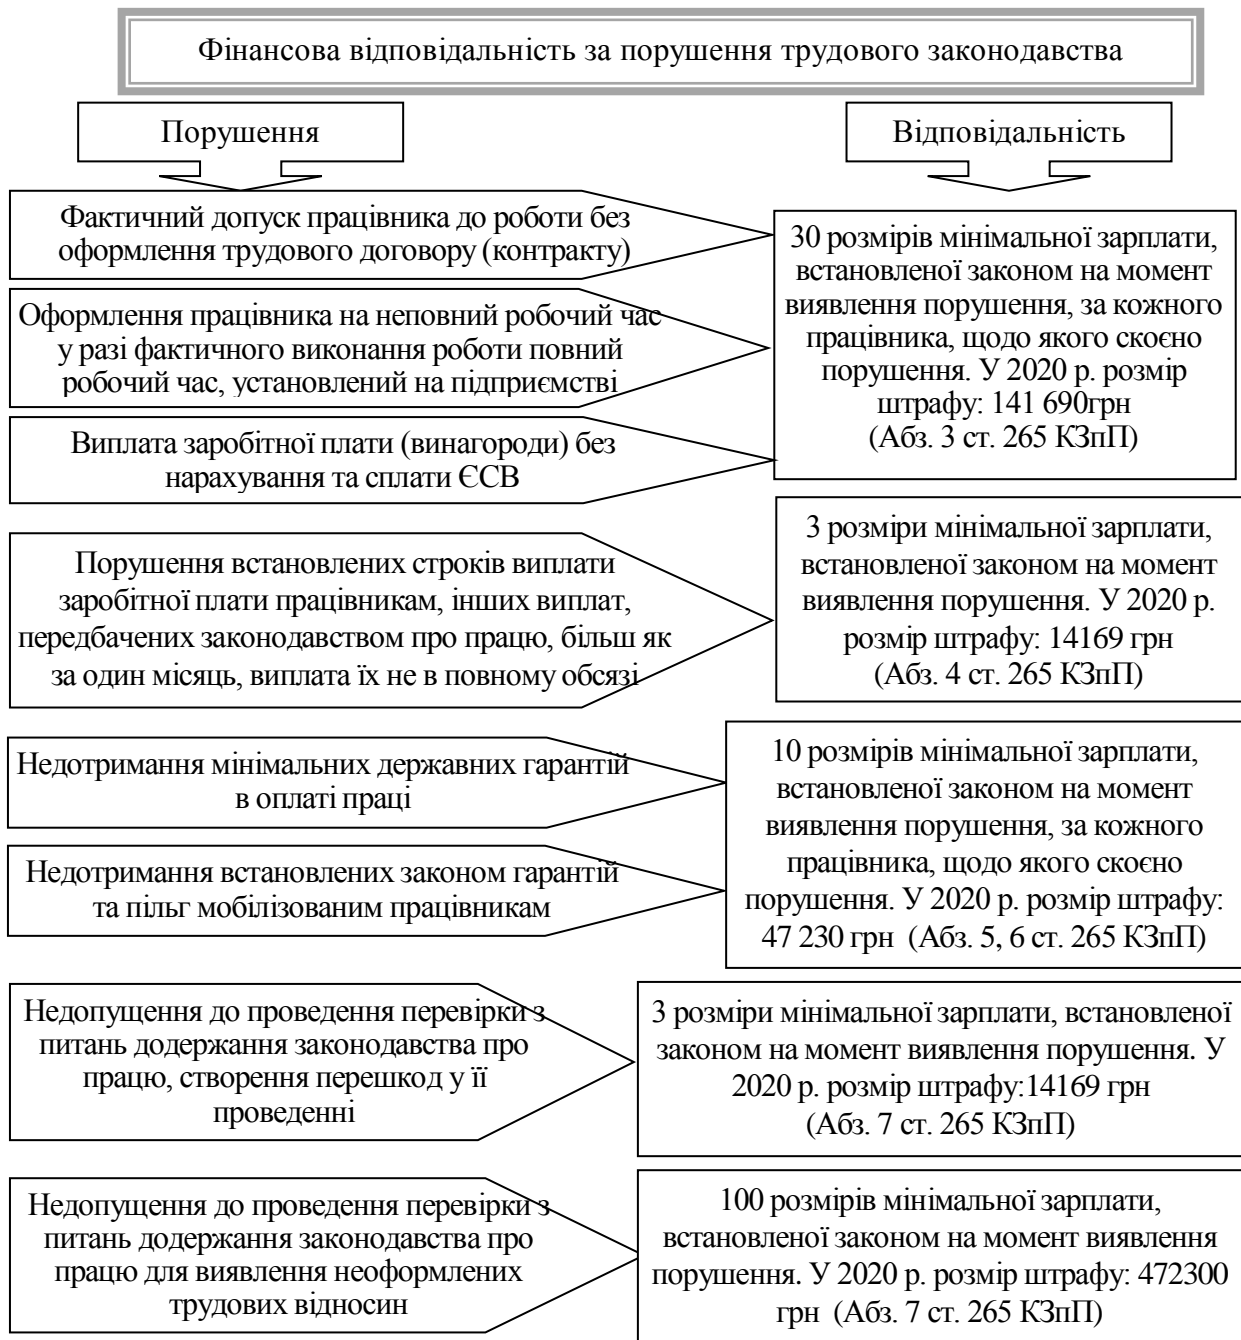 Фінансова відповідальність за порушення трудового законодавства
Порушення
Відповідальність
Фактичний допуск працівника до роботи без
оформлення трудового договору (контракту)
Оформлення працівника на неповний робочий час
у разі фактичного виконання роботи повний
робочий час, установлений на підприємстві
Виплата заробітної плати (винагороди) без
нарахування та сплати ЄСВ
30 розмірів мінімальної зарплати,
встановленої законом на момент
виявлення порушення, за кожного
працівника, щодо якого скоєно
порушення. У 2020 р. розмір
штрафу: 141 690грн
(Абз. 3 ст. 265 КЗпП)
Порушення встановлених строків виплати
заробітної плати працівникам, інших виплат,
передбачених законодавством про працю, більш як
за один місяць, виплата їх не в повному обсязі
3 розміри мінімальної зарплати,
встановленої законом на момент
виявлення порушення. У 2020 р.
розмір штрафу: 14169 грн
(Абз. 4 ст. 265 КЗпП)
Недотримання мінімальних державних гарантій
в оплаті праці
Недотримання встановлених законом гарантій
та пільг мобілізованим працівникам
10 розмірів мінімальної зарплати,
встановленої законом на момент
виявлення порушення, за кожного
працівника, щодо якого скоєно
порушення. У 2020 р. розмір штрафу:
47 230 грн (Абз. 5, 6 ст. 265 КЗпП)
Недопущення до проведення перевірки з
питань додержання законодавства про
працю, створення перешкод у її
проведенні
3 розміри мінімальної зарплати, встановленої
законом на момент виявлення порушення. У
2020 р. розмір штрафу:14169 грн
(Абз. 7 ст. 265 КЗпП)
Недопущення до проведення перевірки з
питань додержання законодавства про
працю для виявлення неоформлених
трудових відносин
100 розмірів мінімальної зарплати,
встановленої законом на момент виявлення
порушення. У 2020 р. розмір штрафу: 472300
грн (Абз. 7 ст. 265 КЗпП)